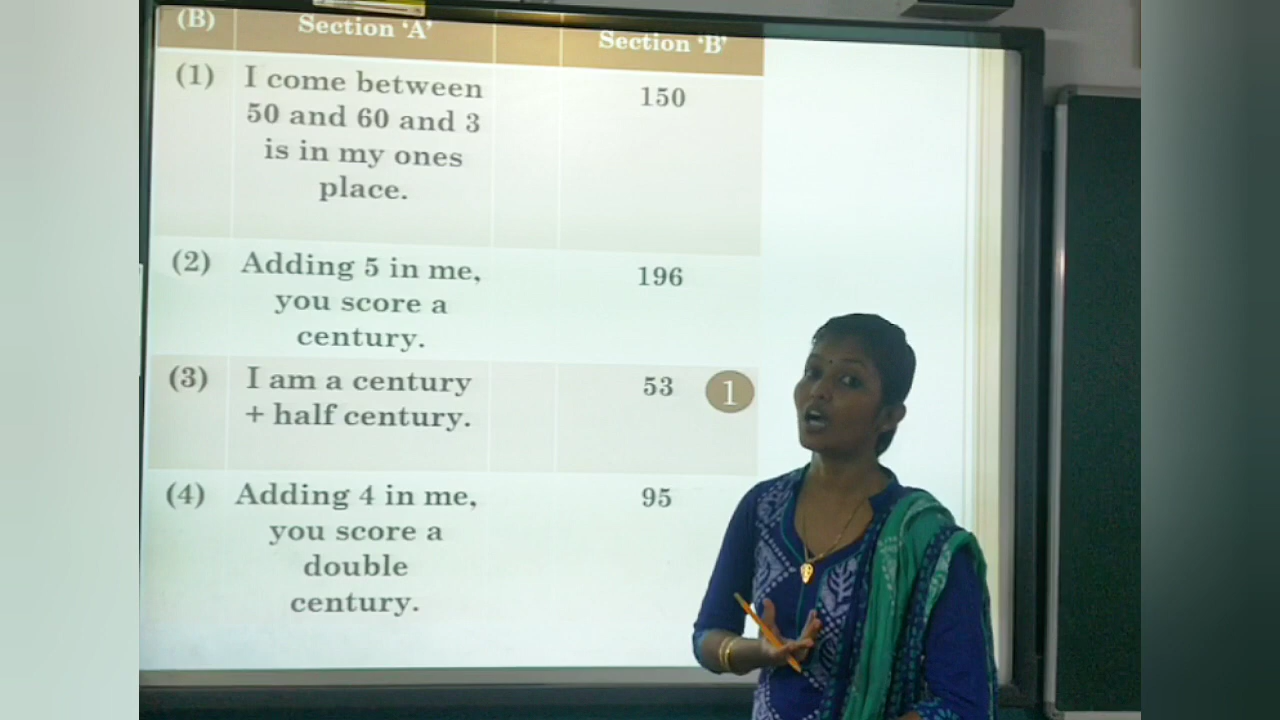 (B) Section ‘A’ Section ‘B’
(1) I come between 150
50 and 60 and 3
is in my ones
place.
(2) Adding 5 in me, 196
you score a
century.
(3) I am a century 53 1
+ half century.
(4) Adding 4 in me, 95
you score a
double
century.